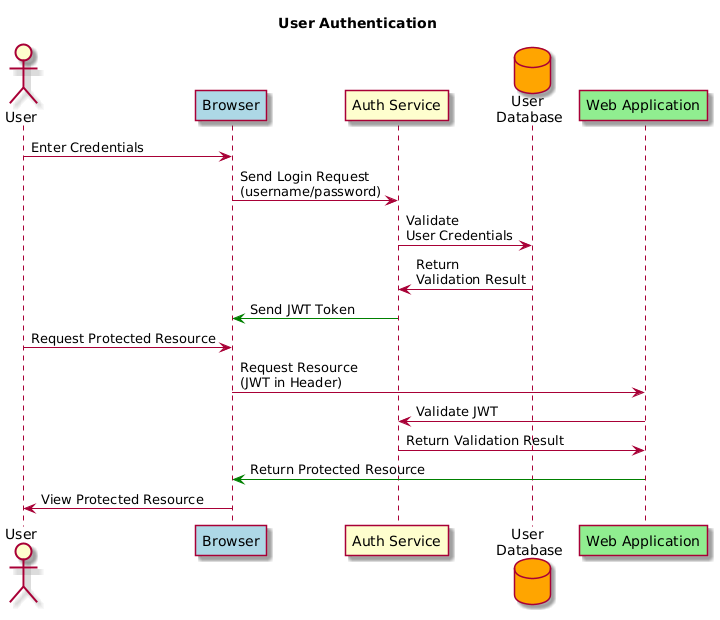 User Authentication
User
Browser
Auth Service
User
Database
Web Application
Enter Credentials
Send Login Request
(username/password)
Validate
User Credentials
Return
Validation Result
Send JWT Token
Request Protected Resource
Request Resource
(JWT in Header)
Validate JWT
Return Validation Result
Return Protected Resource
View Protected Resource
User
Browser
Auth Service
User
Database
Web Application